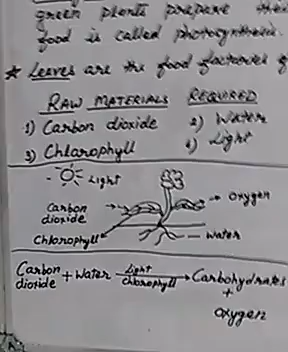 green plants prepare their
food is called photosynthesis.
★ Leaves are the food factories of
RAW MATERIALS REQUIRED
1) Carbon dioxide 2) Water
3) Chlorophyll 4) Light
Light
Carbon dioxide
Oxygen
Chlorophyll
Water
Carbon dioxide + Water Light Chlorophyll → Carbohydrates
+
Oxygen